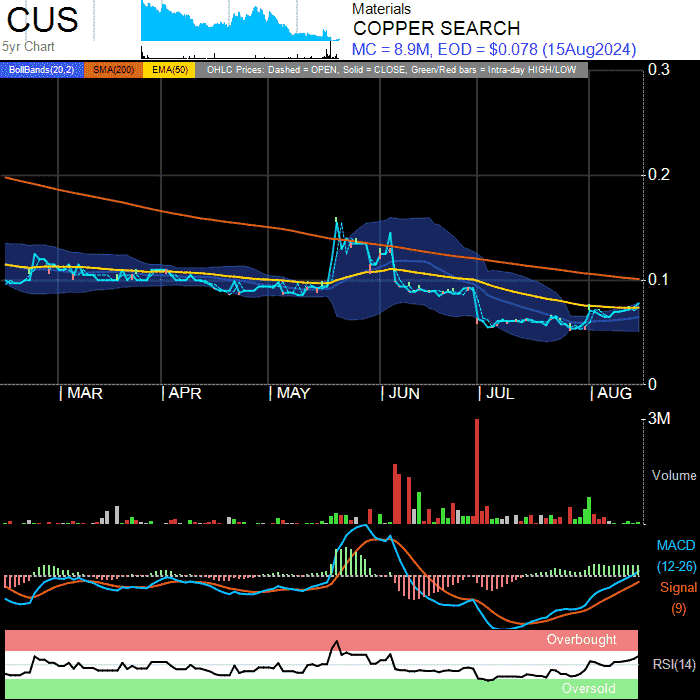 CUS
5yr Chart
Materials
COPPER SEARCH
MC = 8.9M, EOD = $0.078 (15Aug2024)
BollBands(20,2) SMA(200) EMA(50) OHLC Prices: Dashed = OPEN, Solid = CLOSE, Green/Red bars = Intra-day HIGH/LOW
0.3
0.2
0.1
0
MAR APR MAY JUN JUL AUG
3M
Volume
MACD
(12-26)
Signal
(9)
Overbought
RSI(14)
Oversold